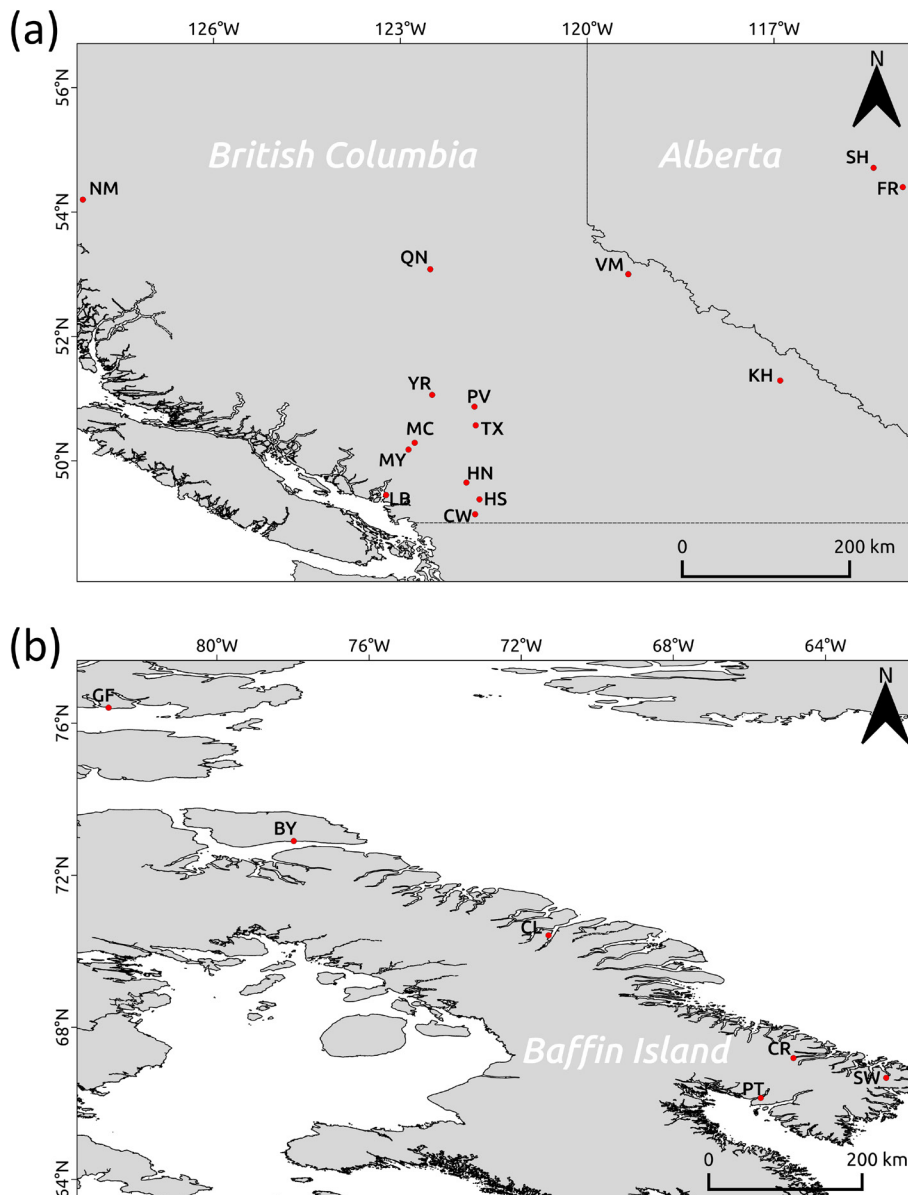 (a)
126°W 123°W 120°W 117°W
56°N
54°N
52°N
50°N
N
British Columbia
Alberta
SH
FR
NM
QN
VM
KH
YR
PV
MC
TX
MY
HN
LB
HS
CW
0 200 km
(b)
80°W 76°W 72°W 68°W 64°W
76°N
72°N
68°N
64°N
N
GF
BY
CL
Baffin Island
CR
SW
PT
0 200 km